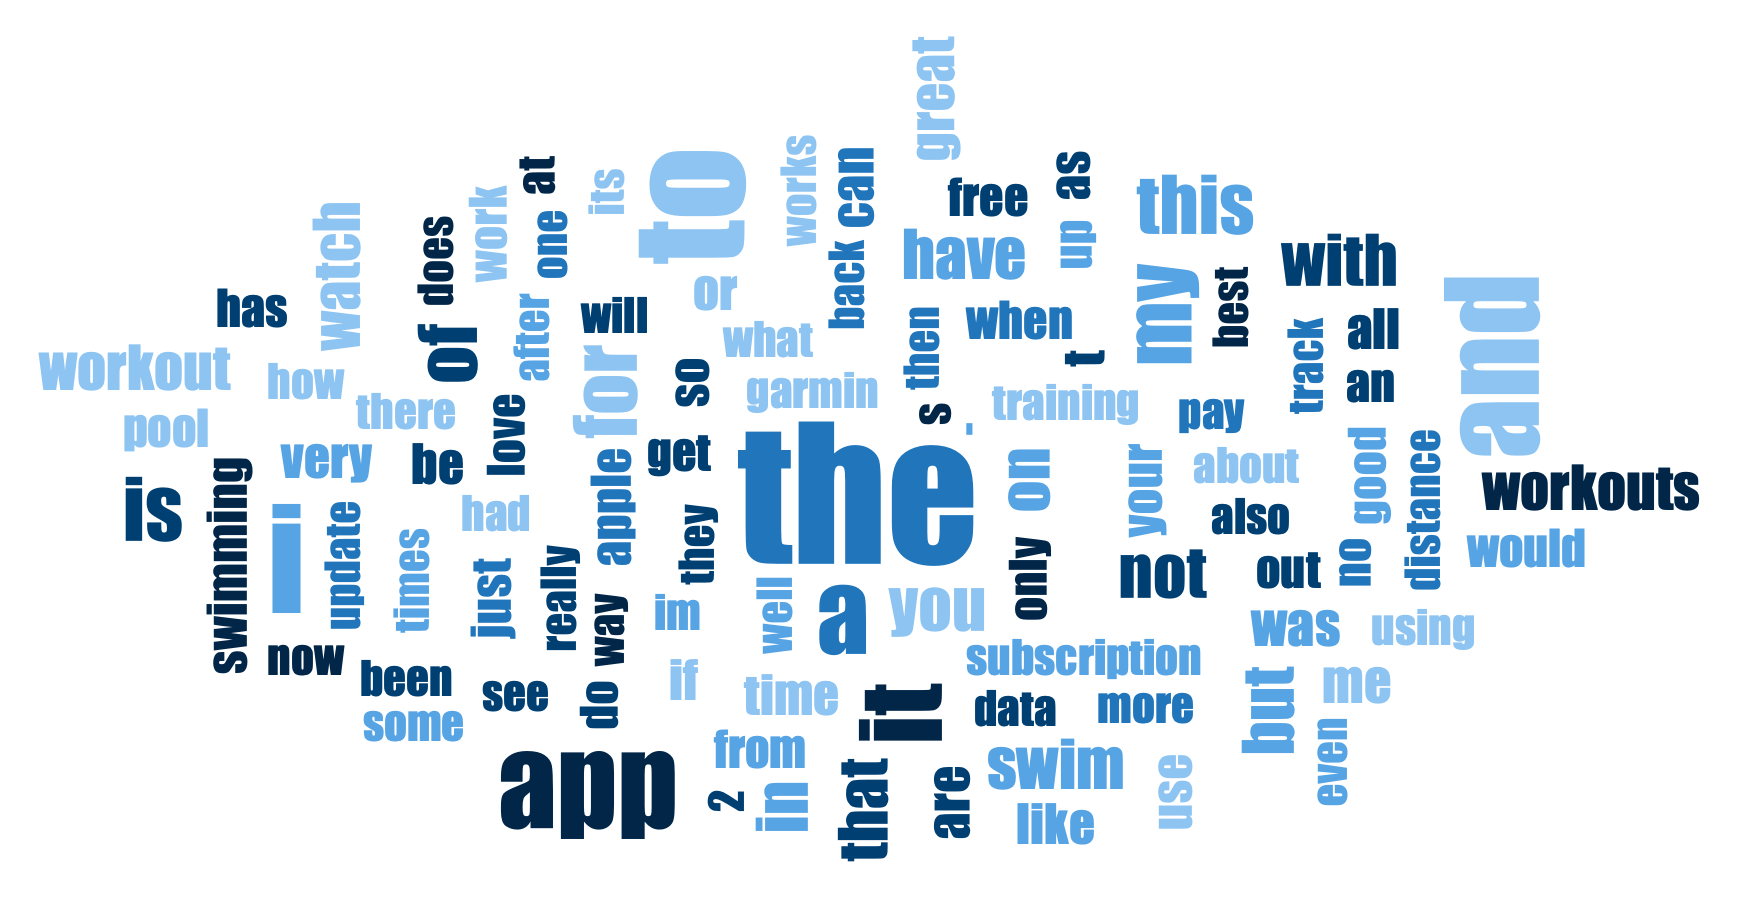 great
to
works
can
as
at
its
free
this
work
one
watch
does
up
have
with
back
my
best
or
has
and
will
after
of
when
then
what
track
all
t
workout
how
for
so
garmin
an
there
love
training
pay
s
pool
-
the
very
be
get
on
your
about
good
distance
workouts
is
swimming
i
update
had
apple
they
also
times
just
really
only
not
out
no
would
way
im
well
a
you
was
using
now
been
see
do
if
time
it
subscription
data
more
but
me
some
from
app
2
in
that
are
swim
like
use
even